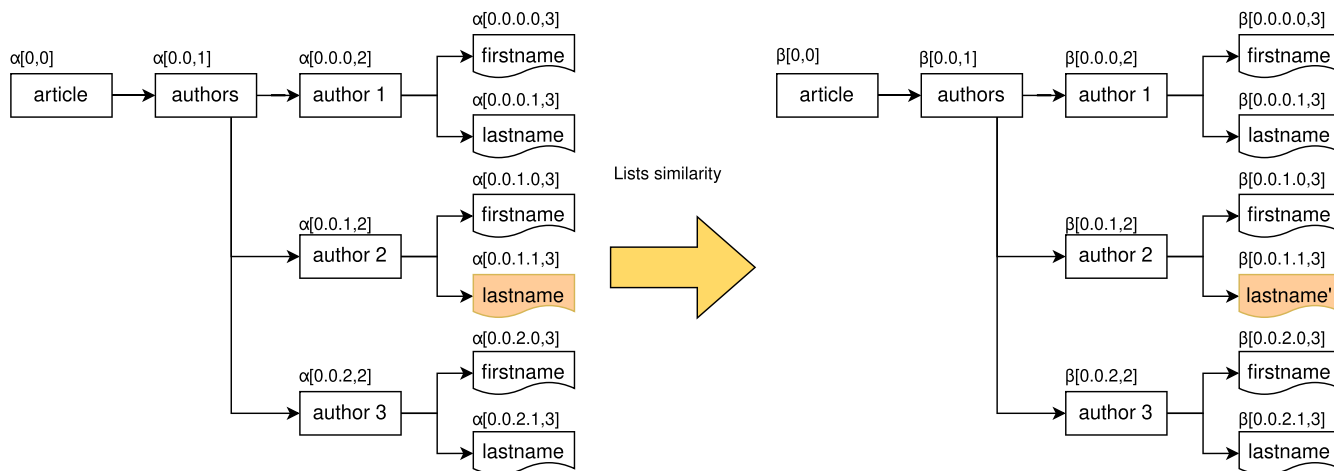 α[0.0.0.0,3]
firstname
α[0,0]
article
α[0.0,1]
authors
α[0.0.0,2]
author 1
α[0.0.0.1,3]
lastname
α[0.0.1.0,3]
firstname
α[0.0.1,2]
author 2
α[0.0.1.1,3]
lastname
α[0.0.2.0,3]
firstname
α[0.0.2,2]
author 3
α[0.0.2.1,3]
lastname
Lists similarity
β[0.0.0.0,3]
firstname
β[0,0]
article
β[0.0,1]
authors
β[0.0.0,2]
author 1
β[0.0.0.1,3]
lastname
β[0.0.1.0,3]
firstname
β[0.0.1,2]
author 2
β[0.0.1.1,3]
lastname'
β[0.0.2.0,3]
firstname
β[0.0.2,2]
author 3
β[0.0.2.1,3]
lastname